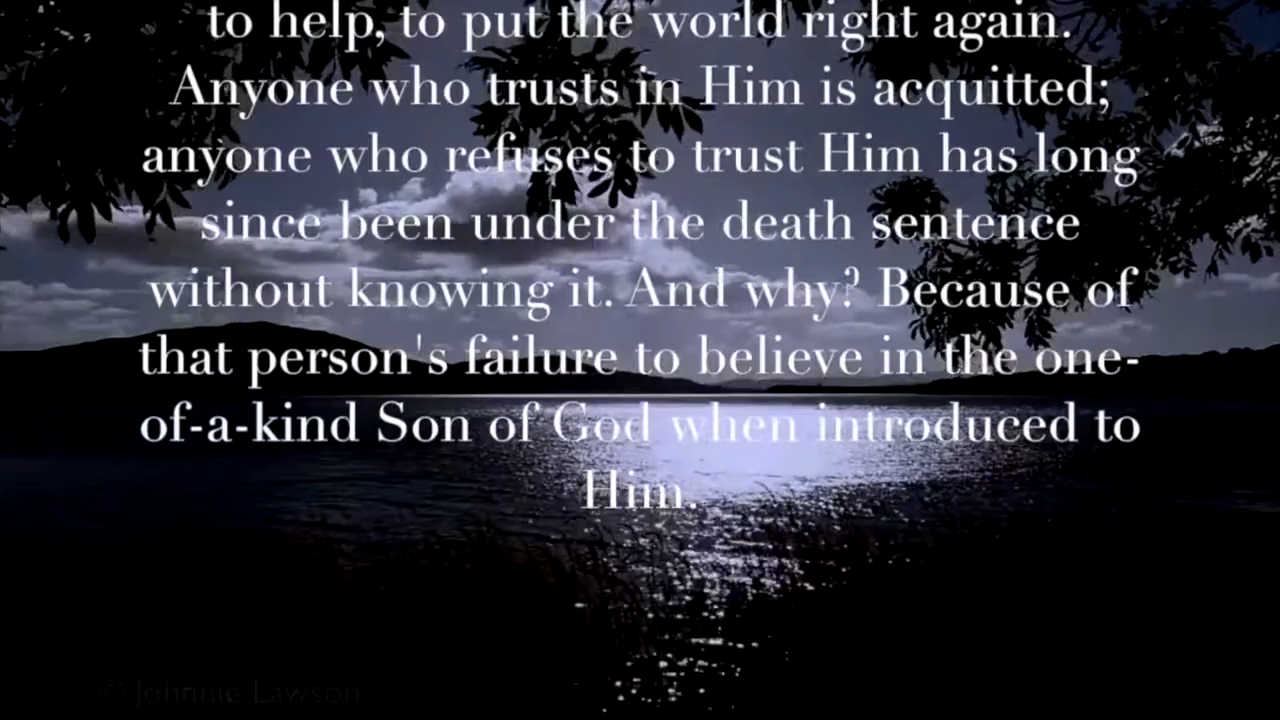 to help, to put the world right again.
Anyone who trusts in Him is acquitted;
anyone who refuses to trust Him has long
since been under the death sentence
without knowing it. And why? Because of
that person's failure to believe in the one-
of-a-kind Son of God when introduced to
Him.
© Johnnie Lawson